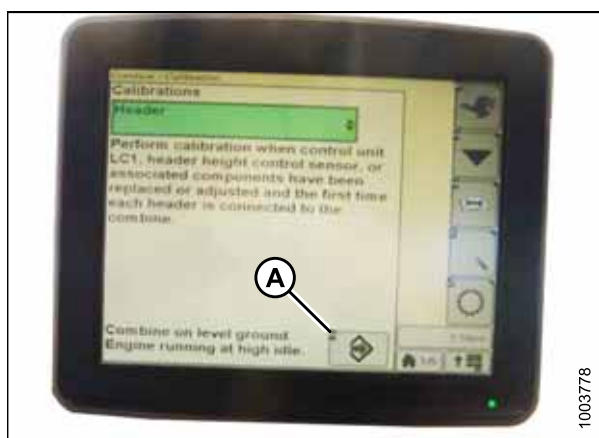 Calibrations
Header
Perform calibration when control unit
LC1, header height control sensor, or
associated components have been
replaced or adjusted and the first time
each header is connected to the
combine.
A
Combine on level ground.
Engine running at high idle.
1003778